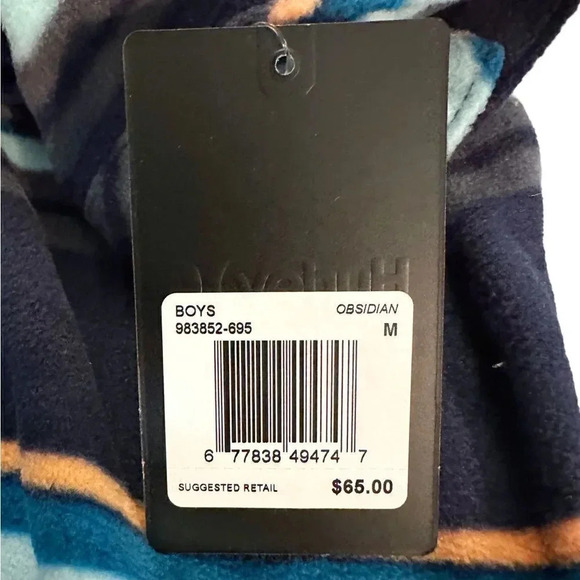 BOYS OBSIDIAN
983852-695 M
6 77838 49474 7
SUGGESTED RETAIL $65.00